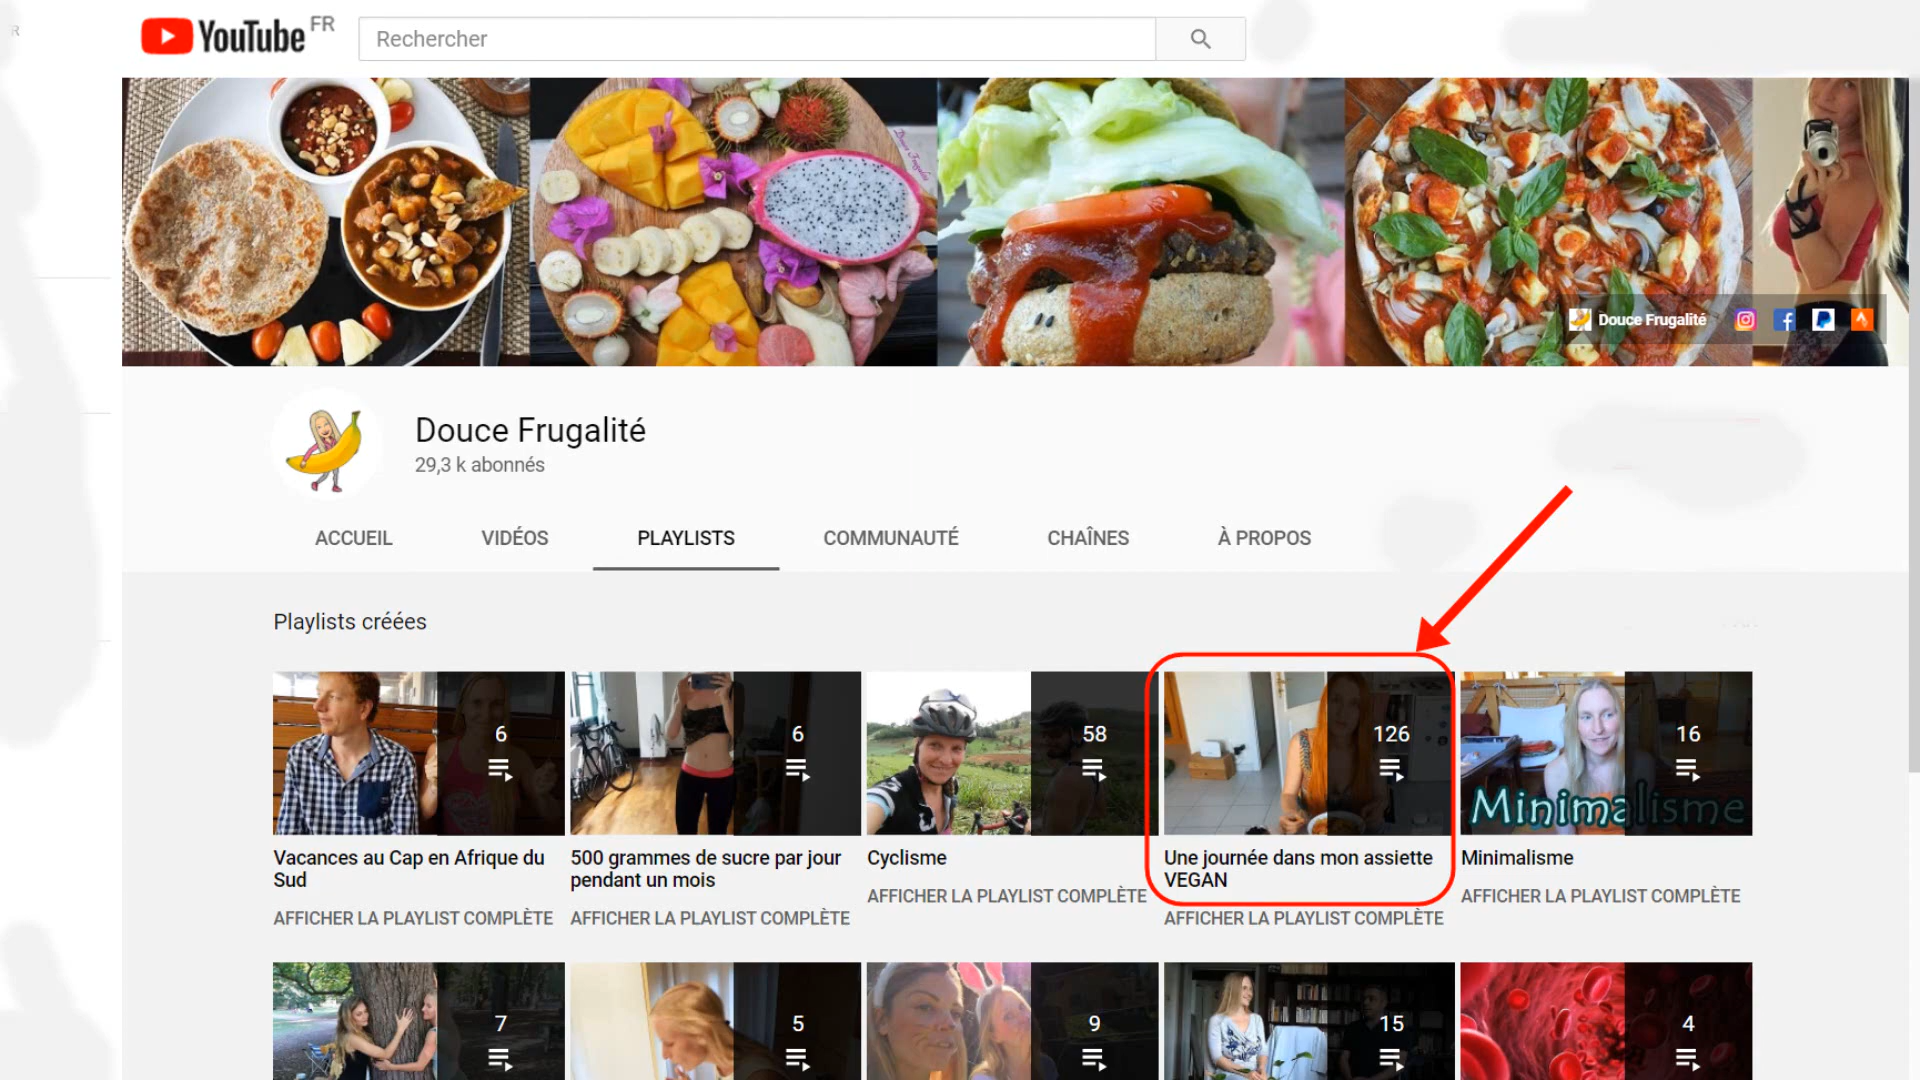 YouTube FR
Rechercher
Douce Frugalité
Douce Frugalité
29,3 k abonnés
ACCUEIL
VIDÉOS
PLAYLISTS
COMMUNAUTÉ
CHAÎNES
À PROPOS
Playlists créées
6
6
58
126
16
Minimalisme
Vacances au Cap en Afrique du
Sud
AFFICHER LA PLAYLIST COMPLÈTE
500 grammes de sucre par jour
pendant un mois
AFFICHER LA PLAYLIST COMPLÈTE
Cyclisme
AFFICHER LA PLAYLIST COMPLÈTE
Une journée dans mon assiette
VEGAN
AFFICHER LA PLAYLIST COMPLÈTE
Minimalisme
AFFICHER LA PLAYLIST COMPLÈTE
7
5
9
15
4